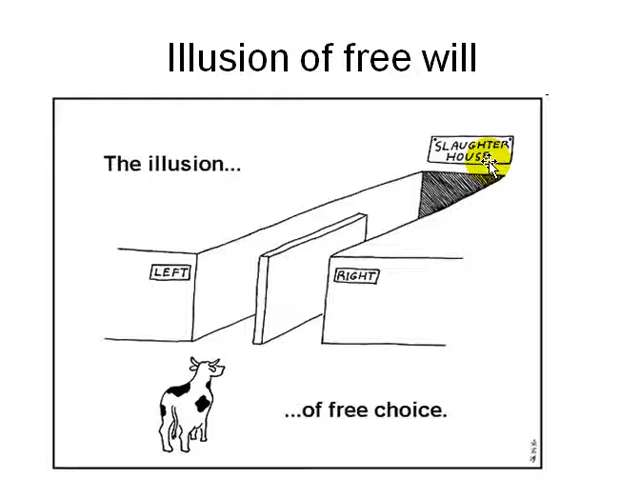 Illusion of free will
The illusion...
SLAUGHTER
HOUSE
LEFT
RIGHT
...of free choice.